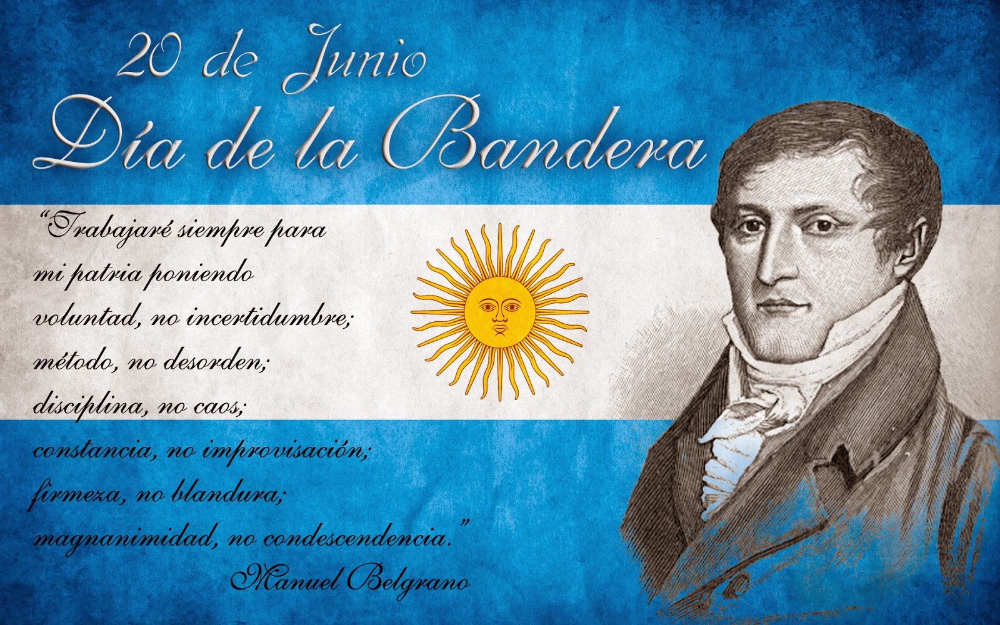 20 de Junio
Día de la Bandera
“Trabajaré siempre para
mi patria poniendo
voluntad, no incertidumbre;
método, no desorden;
disciplina, no caos;
constancia, no improvisación;
firmeza, no blandura;
magnanimidad, no condescendencia.”
Manuel Belgrano